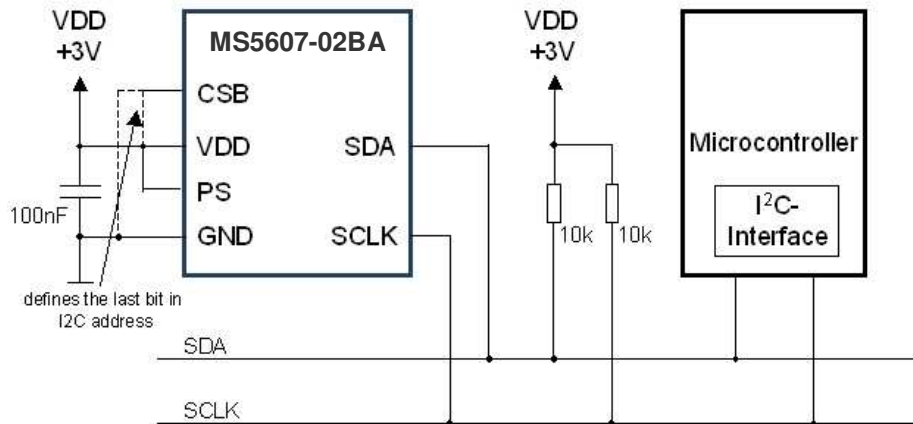 VDD
+3V
MS5607-02BA
CSB
VDD
PS
GND
SDA
SCLK
100nF
defines the last bit in
I2C address
VDD
+3V
10k
10k
Microcontroller
I²C-
Interface
SDA
SCLK